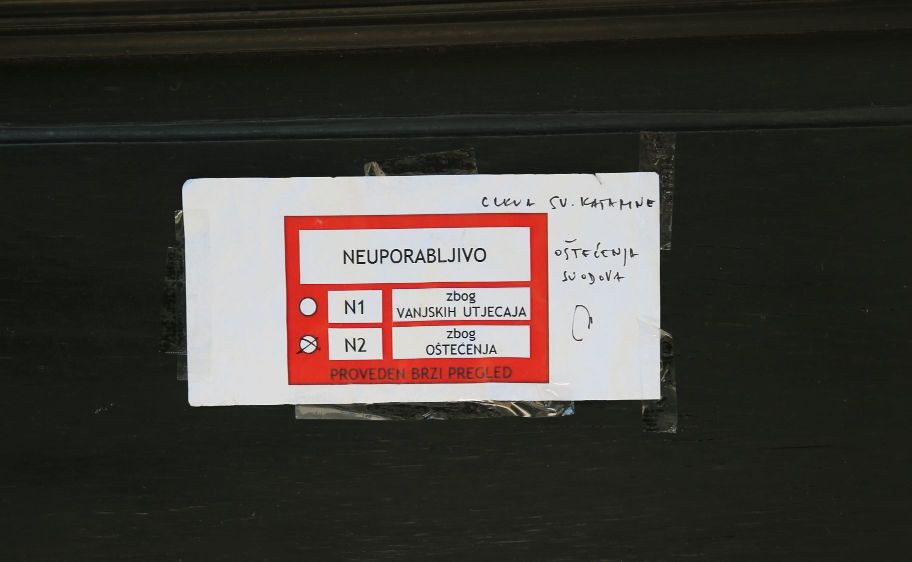 CRKVA SV. KATARINE
NEUPORABLJIVO
OŠTEĆENJA
SVODOVA
N1
zbog
VANJSKIH UTJECAJA
N2
zbog
OŠTEĆENJA
PROVEDEN BRZI PREGLED